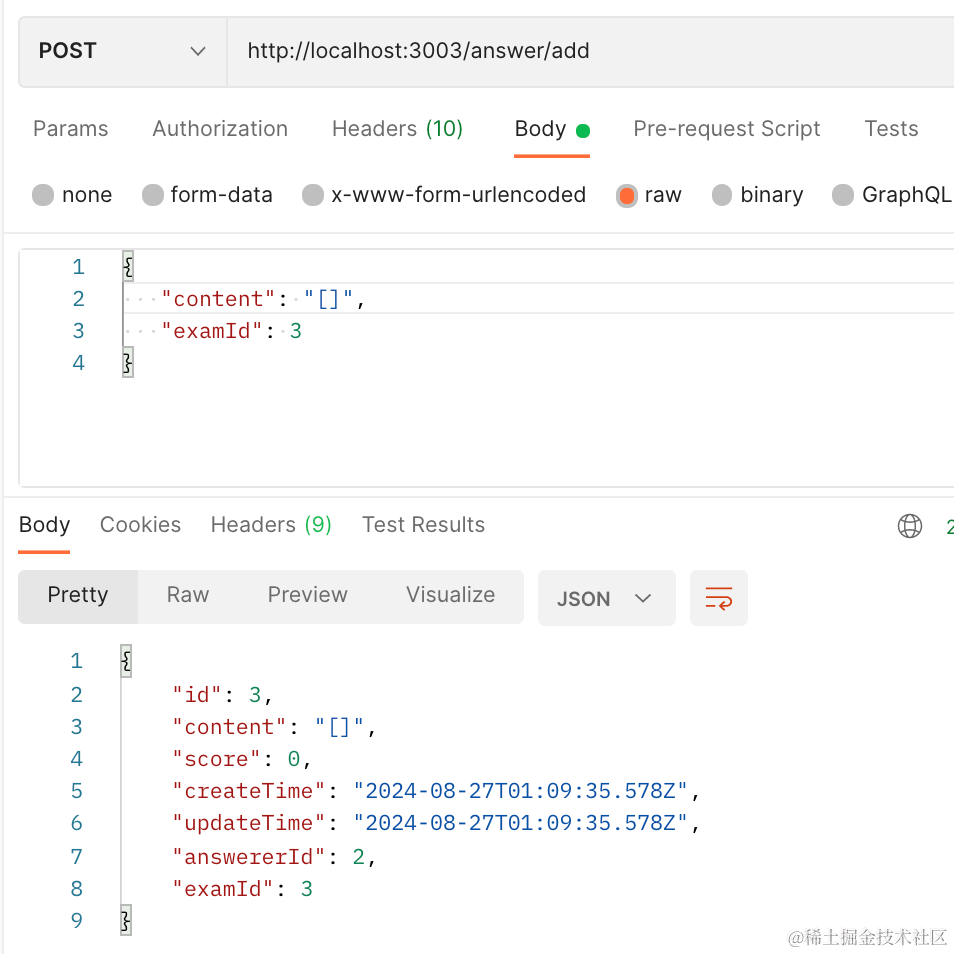 POST http://localhost:3003/answer/add
Params Authorization Headers (10) Body Pre-request Script Tests
none form-data x-www-form-urlencoded raw binary GraphQL
1 {
2 "content": "[]",
3 "examId": 3
4 }
Body Cookies Headers (9) Test Results 2
Pretty Raw Preview Visualize JSON
1 {
2 "id": 3,
3 "content": "[]",
4 "score": 0,
5 "createTime": "2024-08-27T01:09:35.578Z",
6 "updateTime": "2024-08-27T01:09:35.578Z",
7 "answererId": 2,
8 "examId": 3
9 }
@稀土掘金技术社区